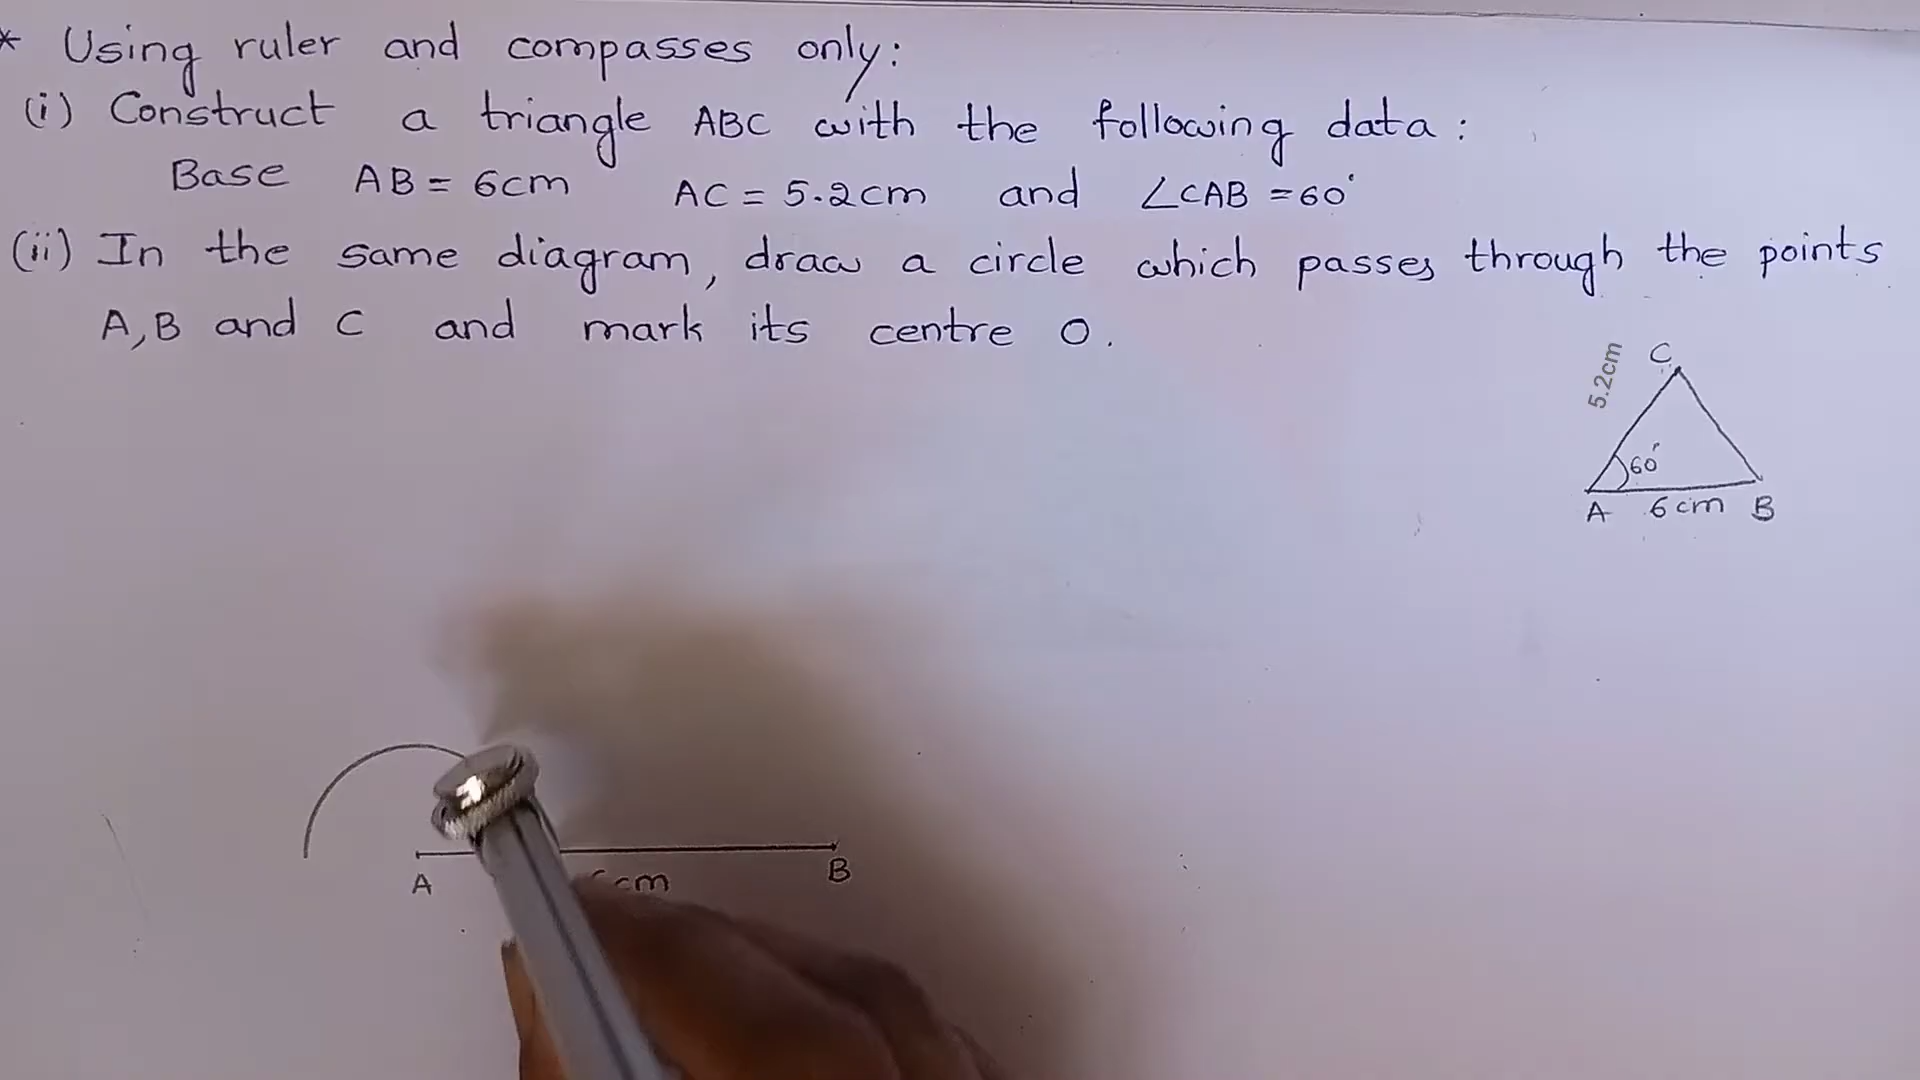 * Using ruler and compasses only:
(i) Construct a triangle ABC with the following data:
Base AB = 6cm AC = 5.2cm and ∠CAB = 60°
(ii) In the same diagram, draw a circle which passes through the points
A,B and C and mark its centre O.
C
5.2cm
60°
A 6cm B
A cm B